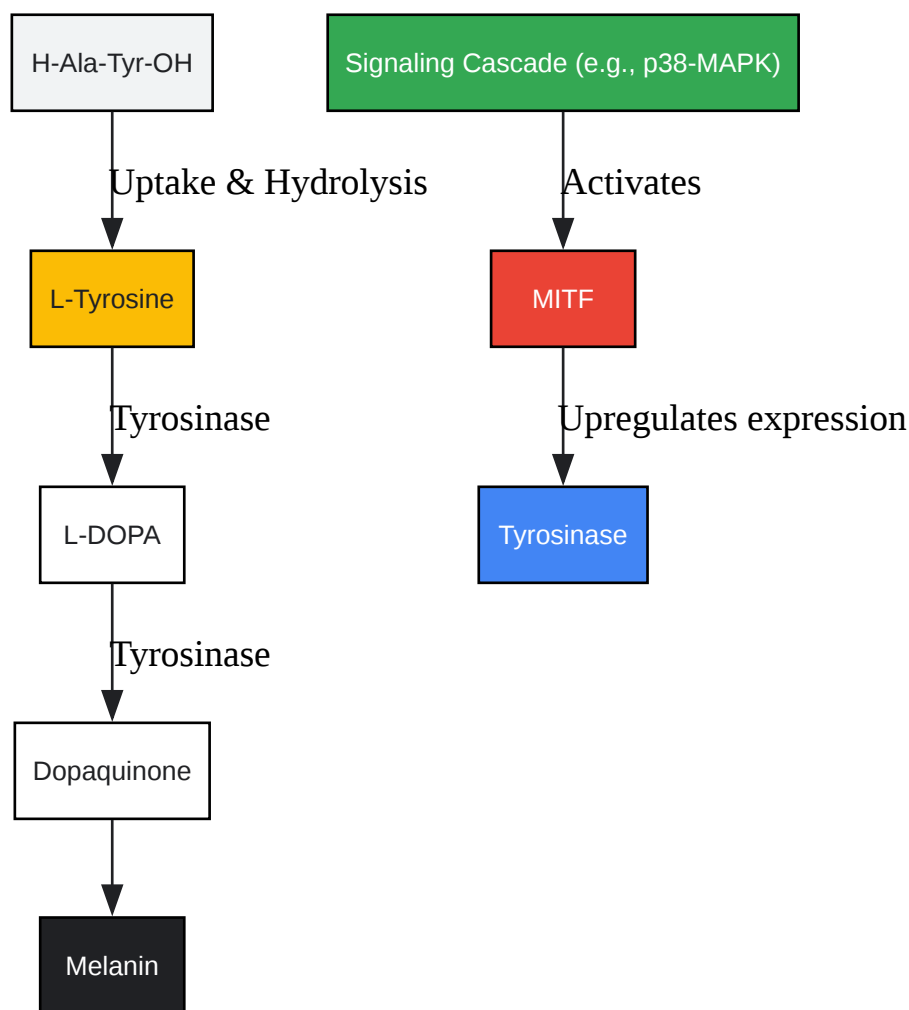 H-Ala-Tyr-OH
Signaling Cascade (e.g., p38-MAPK)
Uptake & Hydrolysis
Activates
L-Tyrosine
MITF
Tyrosinase
Upregulates expression
L-DOPA
Tyrosinase
Tyrosinase
Dopaquinone
Melanin